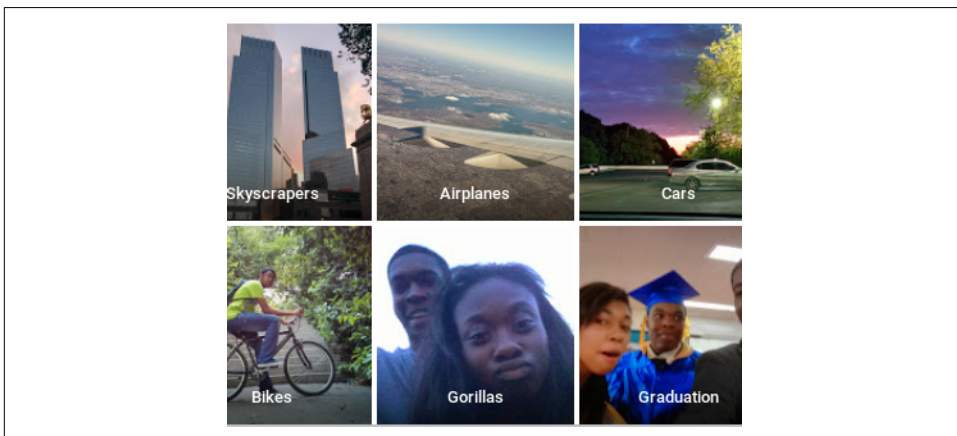 Skyscrapers
Airplanes
Cars
Bikes
Gorillas
Graduation